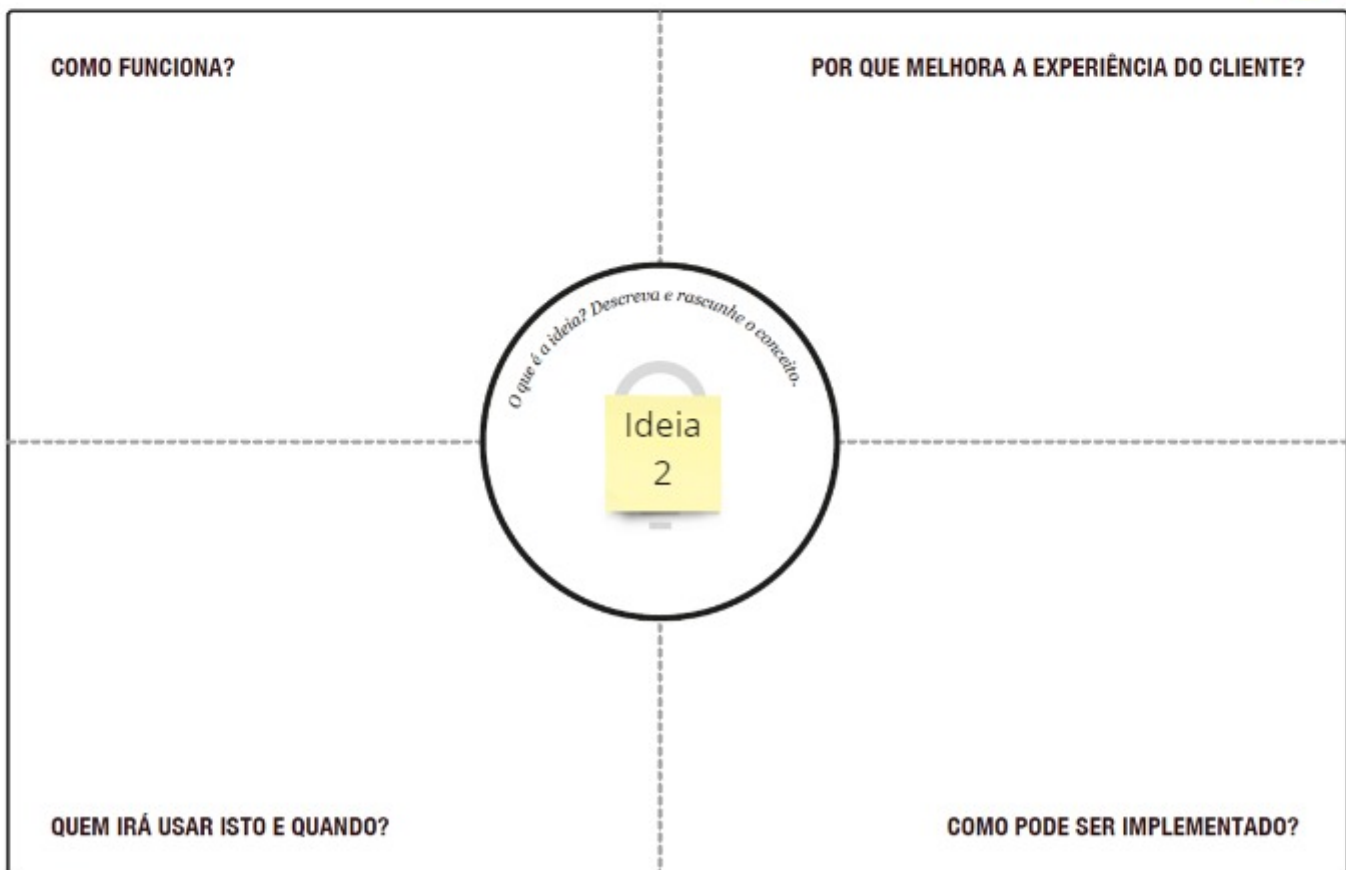 COMO FUNCIONA?
POR QUE MELHORA A EXPERIÊNCIA DO CLIENTE?
O que é a ideia? Descreva e rascunhe o conceito.
Ideia
2
QUEM IRÁ USAR ISTO E QUANDO?
COMO PODE SER IMPLEMENTADO?